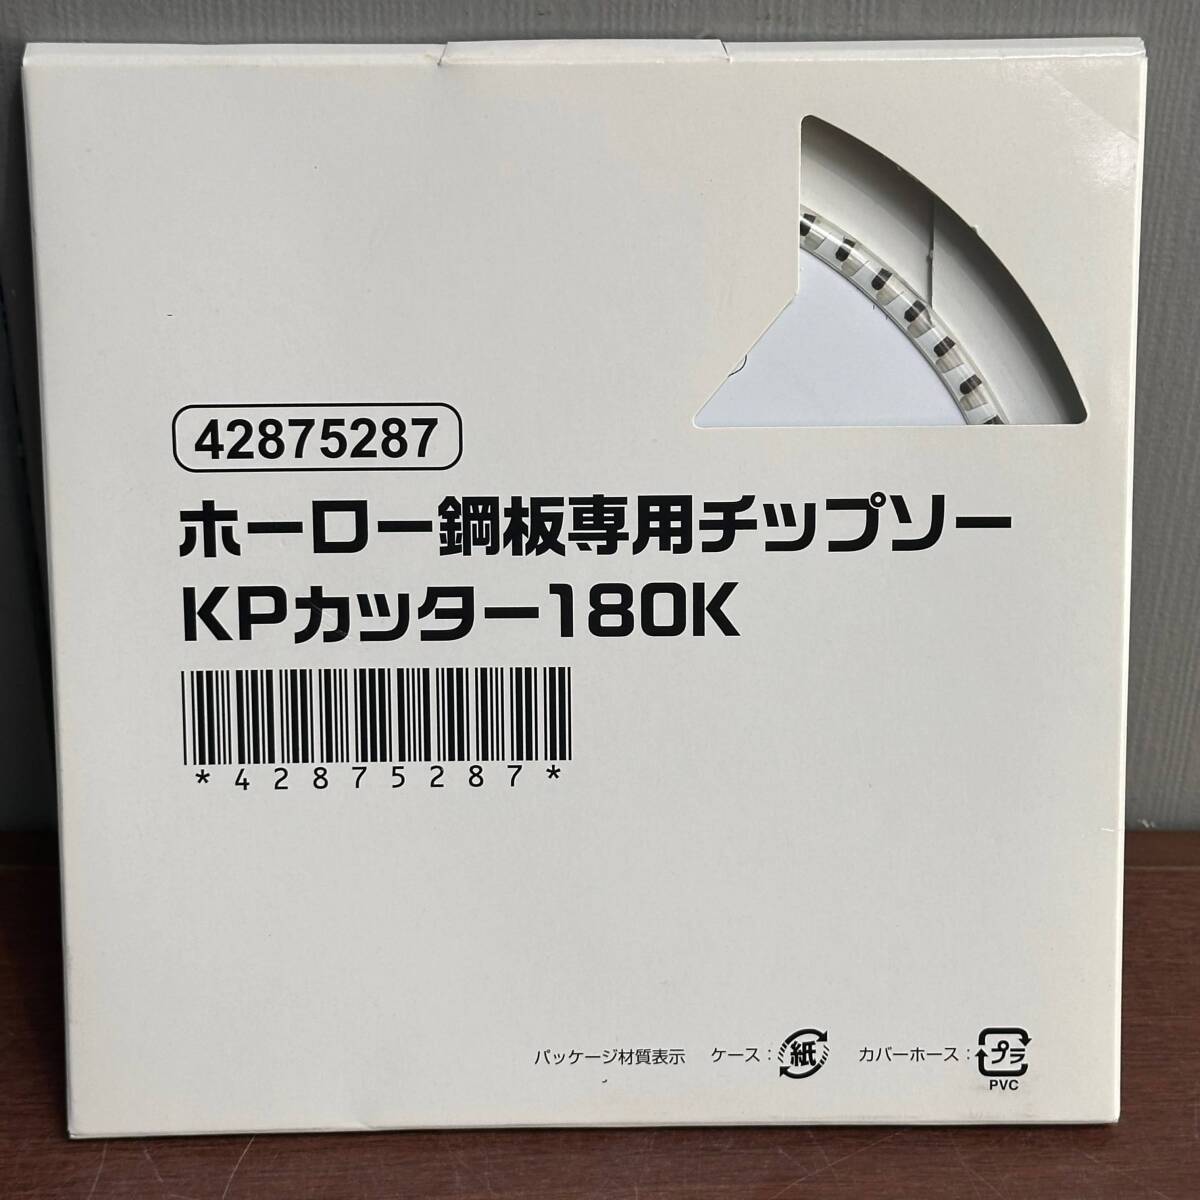 42875287
ホーロー鋼板専用チップソー
KPカッター180K
*42875287*
パッケージ材質表示 ケース：紙 カバーホース：プラ
PVC